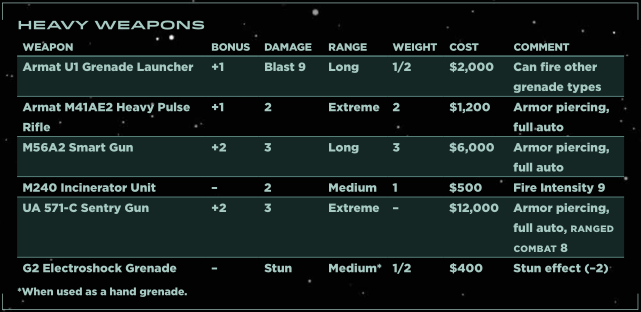 HEAVY WEAPONS
WEAPON BONUS DAMAGE RANGE WEIGHT COST COMMENT
Armat U1 Grenade Launcher +1 Blast 9 Long 1/2 $2,000 Can fire other
grenade types
Armat M41AE2 Heavy Pulse +1 2 Extreme 2 $1,200 Armor piercing,
Rifle full auto
M56A2 Smart Gun +2 3 Long 3 $6,000 Armor piercing,
full auto
M240 Incinerator Unit – 2 Medium 1 $500 Fire Intensity 9
UA 571-C Sentry Gun +2 3 Extreme – $12,000 Armor piercing,
full auto, RANGED
COMBAT 8
G2 Electroshock Grenade – Stun Medium* 1/2 $400 Stun effect (–2)
*When used as a hand grenade.